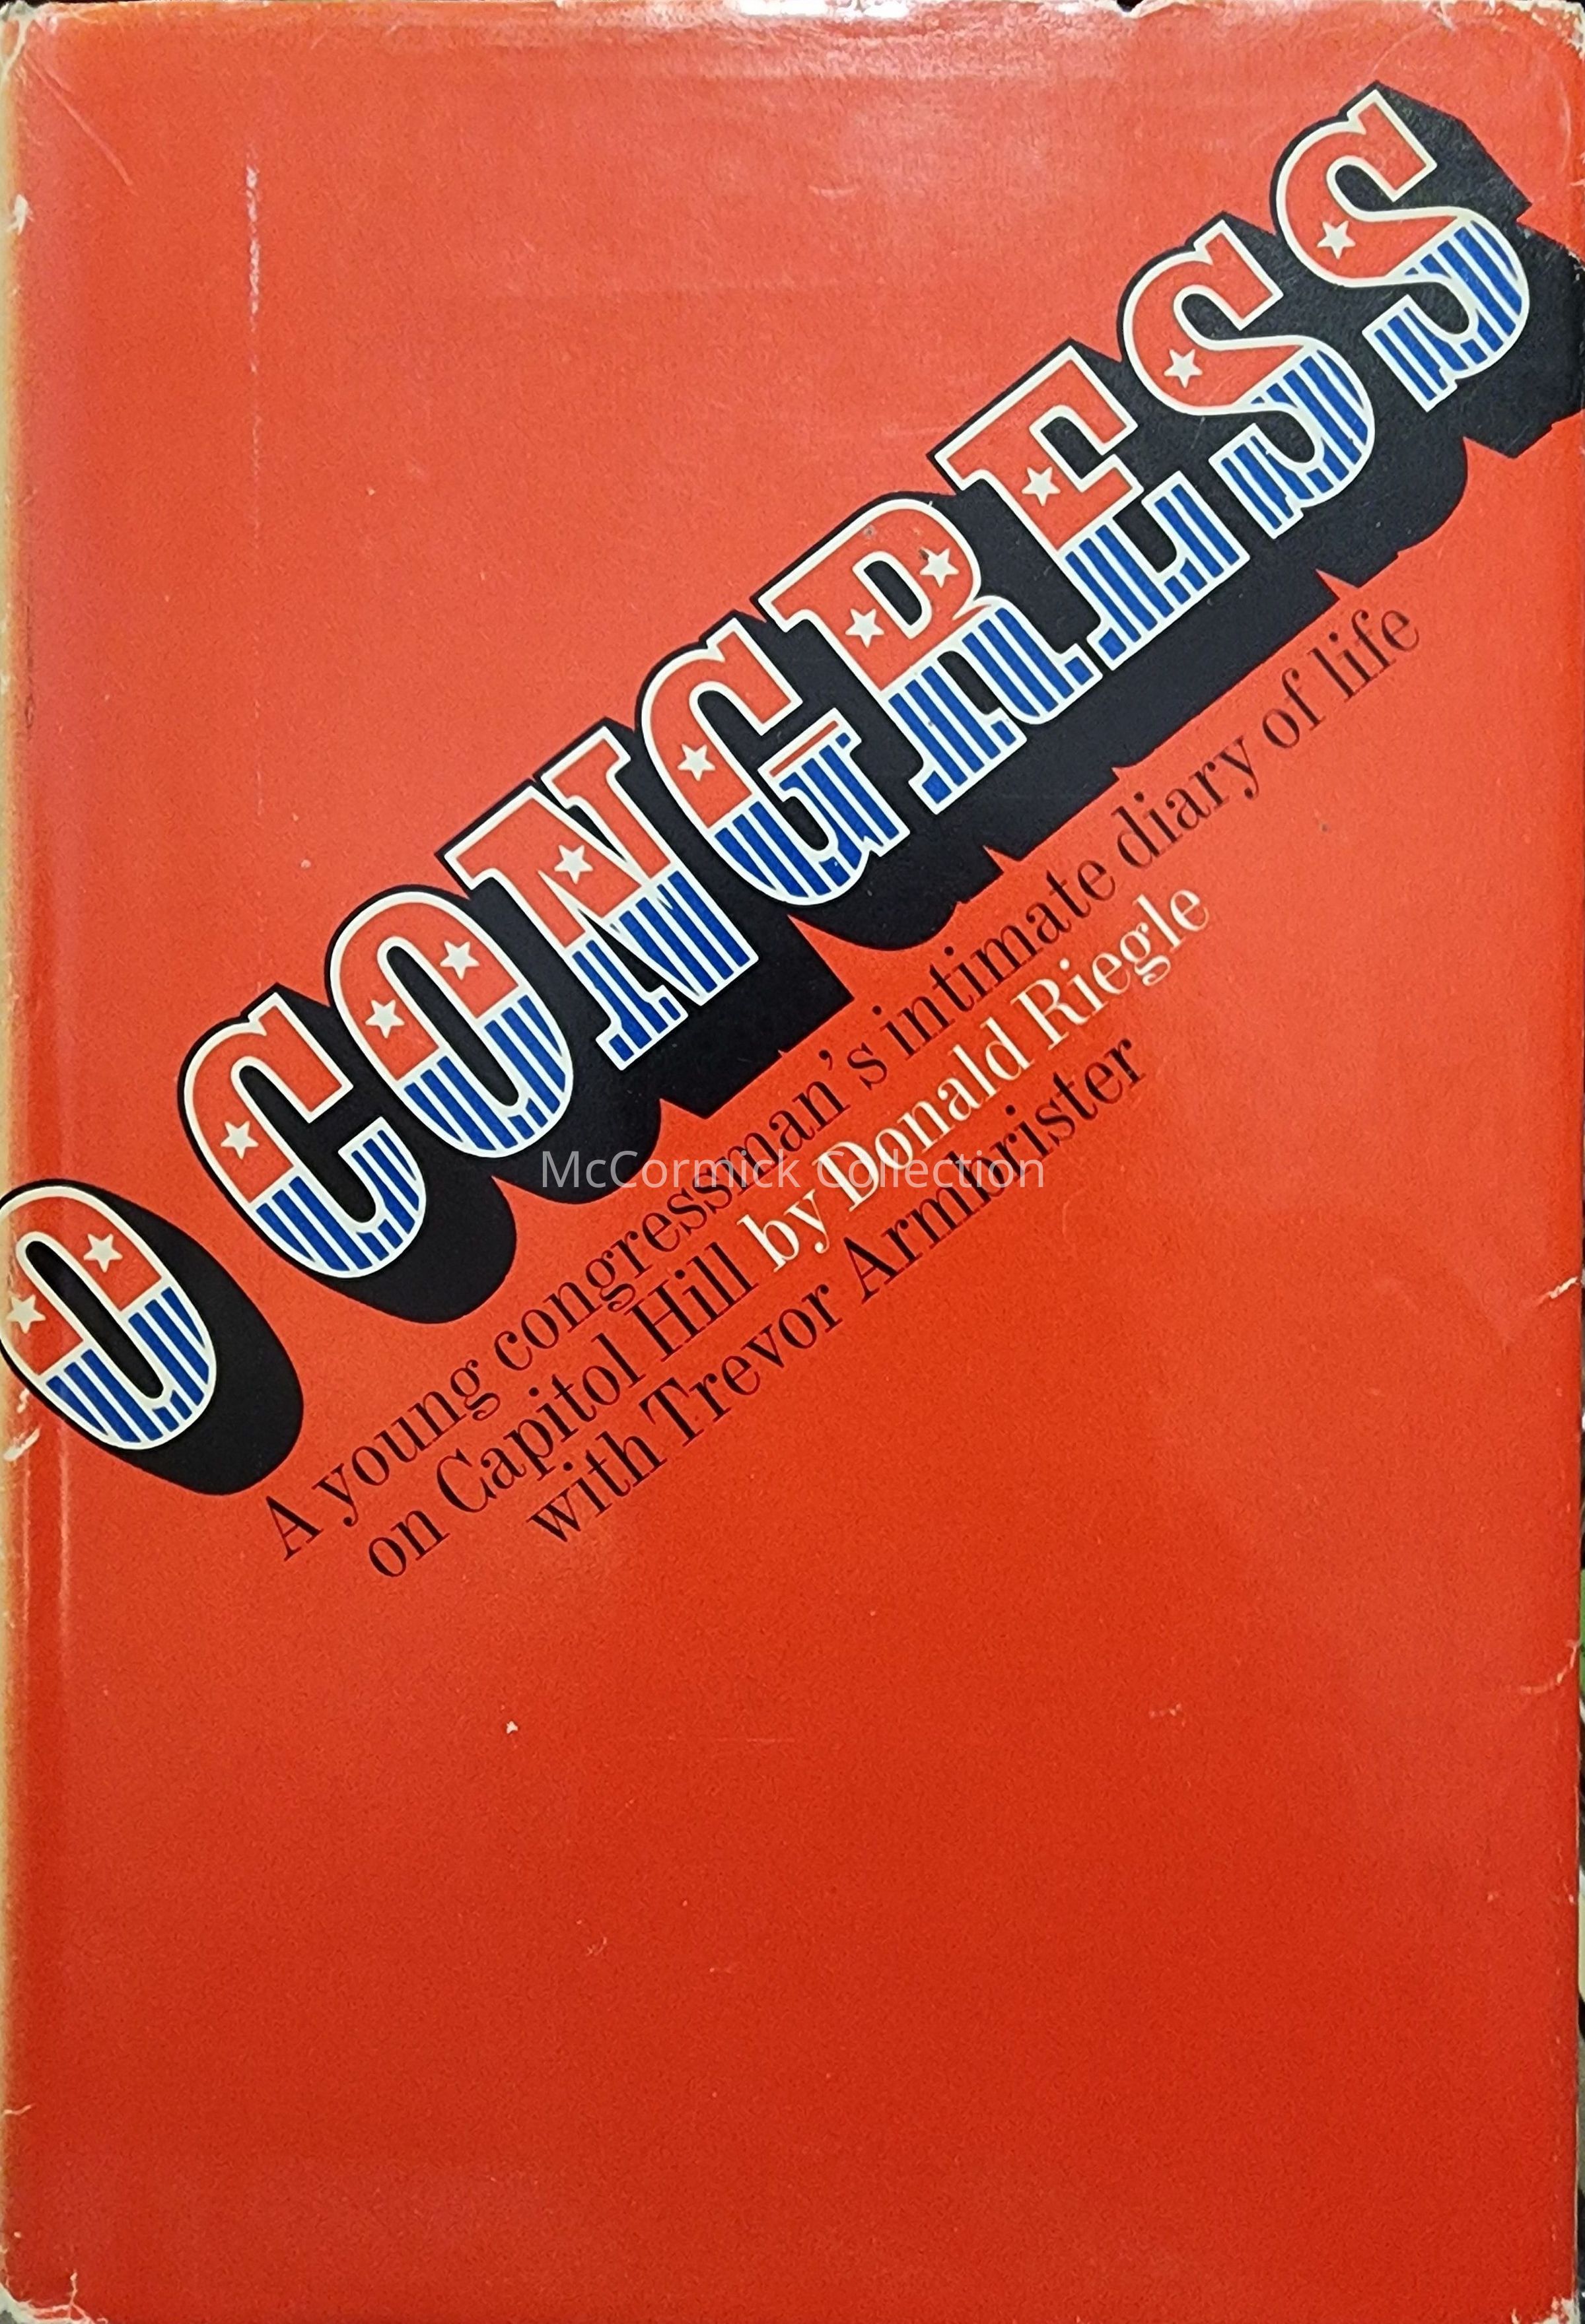 O CONGRESS
A young congressman's intimate diary of life
on Capitol Hill by Donald Riegle
with Trevor Armbrister
McCormick Collection